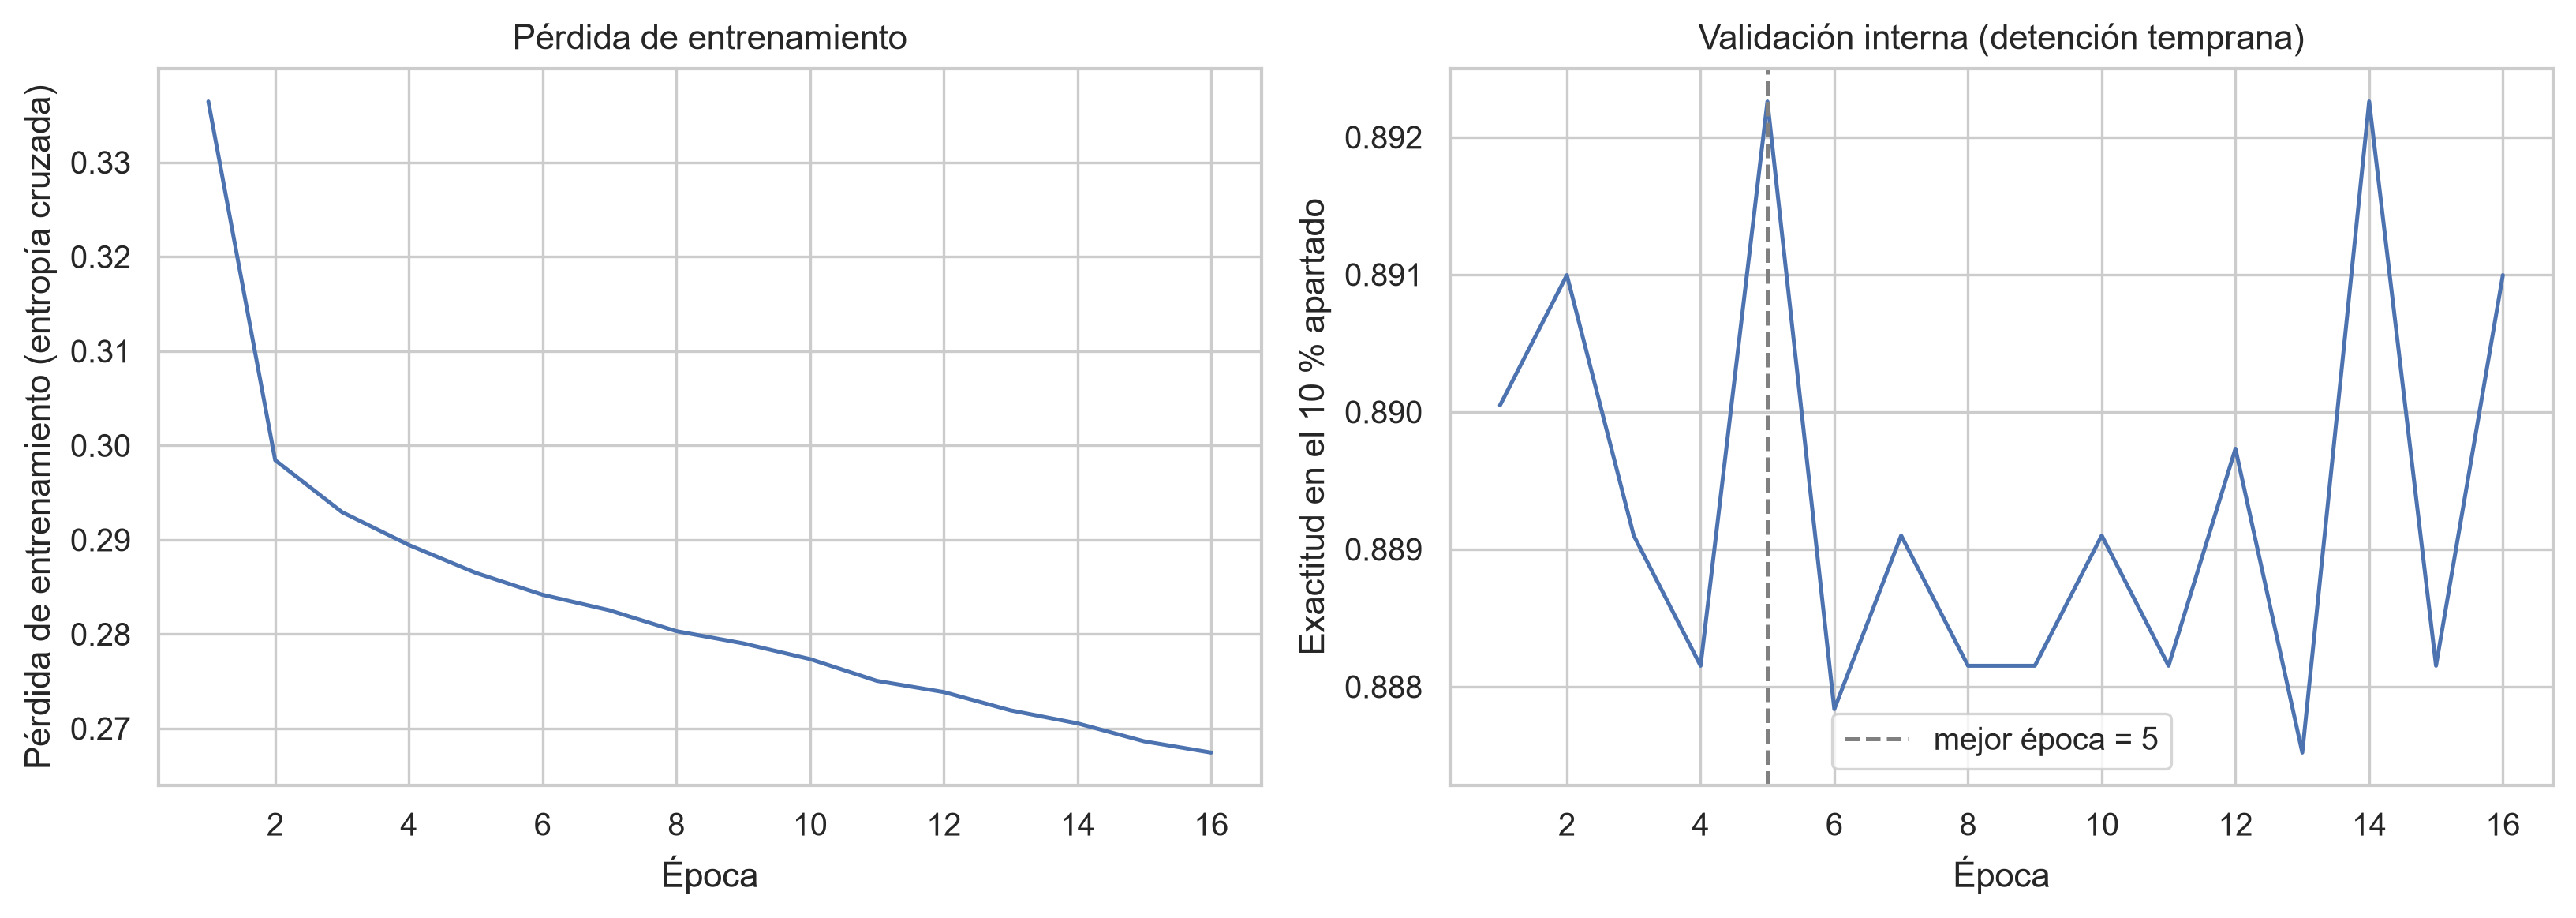 Pérdida de entrenamiento
Pérdida de entrenamiento (entropía cruzada)
0.33
0.32
0.31
0.30
0.29
0.28
0.27
2 4 6 8 10 12 14 16
Época
Validación interna (detención temprana)
Exactitud en el 10 % apartado
0.892
0.891
0.890
0.889
0.888
mejor época = 5
2 4 6 8 10 12 14 16
Época